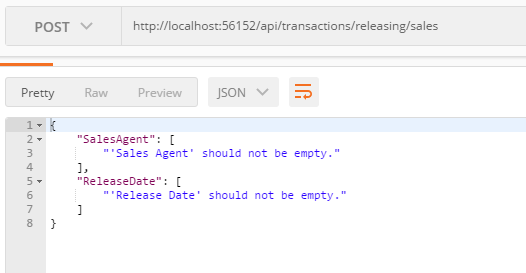 POST http://localhost:56152/api/transactions/releasing/sales
Pretty Raw Preview JSON
1 {
2 "SalesAgent": [
3 "'Sales Agent' should not be empty."
4 ],
5 "ReleaseDate": [
6 "'Release Date' should not be empty."
7 ]
8 }